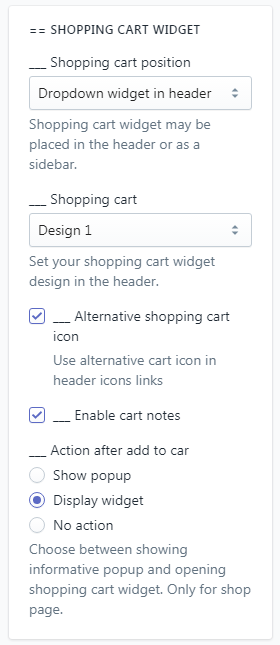 == SHOPPING CART WIDGET
___ Shopping cart position
Dropdown widget in header
Shopping cart widget may be
placed in the header or as a
sidebar.
___ Shopping cart
Design 1
Set your shopping cart widget
design in the header.
___ Alternative shopping cart
icon
Use alternative cart icon in
header icons links
___ Enable cart notes
___ Action after add to car
Show popup
Display widget
No action
Choose between showing
informative popup and opening
shopping cart widget. Only for shop
page.